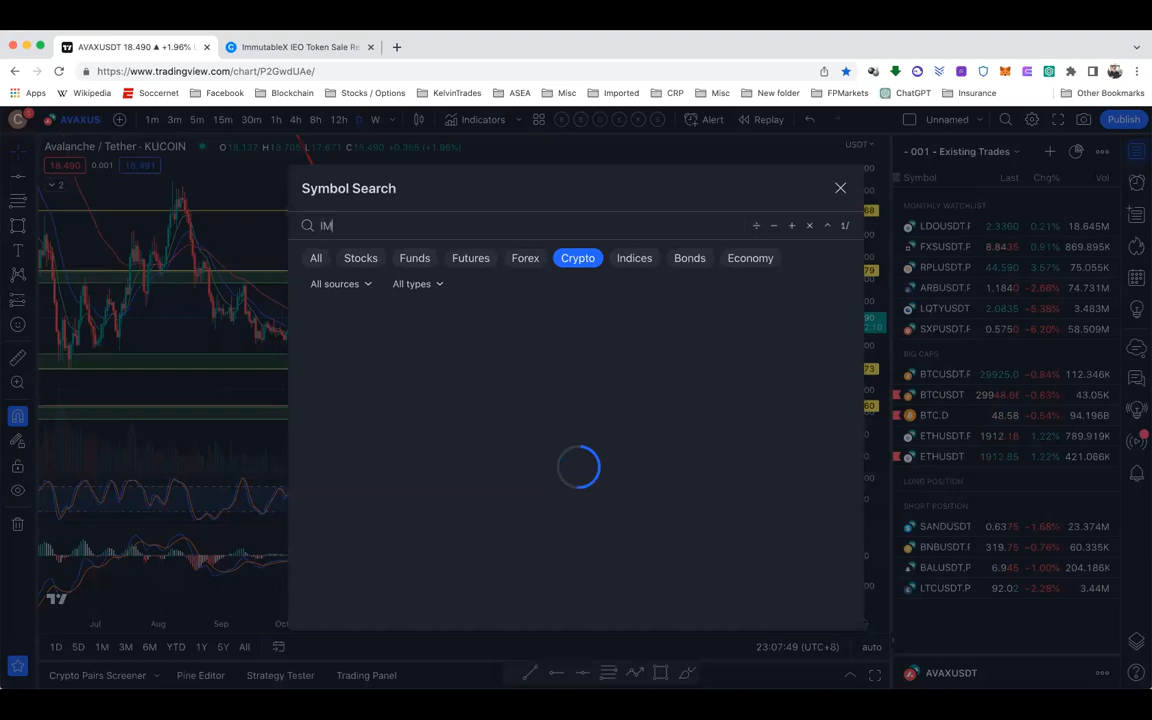 AVAXUSDT 18.490 ▲ +1.96% ImmutableX IEO Token Sale Re
https://www.tradingview.com/chart/P2GwdUAe/
Apps Wikipedia Soccernet Facebook Blockchain Stocks / Options KelvinTrades ASEA Misc Imported CRP Misc New folder FPMarkets ChatGPT Insurance Other Bookmarks
AVAXUS 1m 3m 5m 15m 30m 1h 4h 8h 12h D W Indicators Alert Replay Unnamed Publish
Avalanche / Tether · KUCOIN USDT
18.490 0.001 18.491
2
Symbol Search
IM
1/
All Stocks Funds Futures Forex Crypto Indices Bonds Economy
All sources All types
- 001 - Existing Trades
Symbol Last Chg% Vol
MONTHLY WATCHLIST
LDOUSDT.F 2.3360 0.21% 18.645M
FXSUSDT.F 8.8435 0.91% 869.895K
RPLUSDT.F 44.590 3.57% 75.055K
ARBUSDT.F 1.1840 −2.66% 74.731M
LQTYUSDT 2.0835 −5.38% 3.483M
SXPUSDT.F 0.5750 −6.20% 58.509M
BIG CAPS
BTCUSDT.F 29925.0 −0.84% 112.346K
BTCUSDT 29948.66 −0.83% 43.05K
BTC.D 48.58 −0.54% 94.196B
ETHUSDT.F 1912.18 1.22% 789.919K
ETHUSDT 1912.85 1.22% 421.066K
LONG POSITION
SHORT POSITION
SANDUSDT 0.6375 −1.68% 23.374M
BNBUSDT.F 319.75 −0.76% 60.335K
BALUSDT.F 6.945 −1.00% 204.186K
LTCUSDT.F 92.02 −2.28% 3.44M
68
79
90
2:10
73
60
Jul Aug Sep Oct
1D 5D 1M 3M 6M YTD 1Y 5Y All 23:07:49 (UTC+8) auto
Crypto Pairs Screener Pine Editor Strategy Tester Trading Panel AVAXUSDT